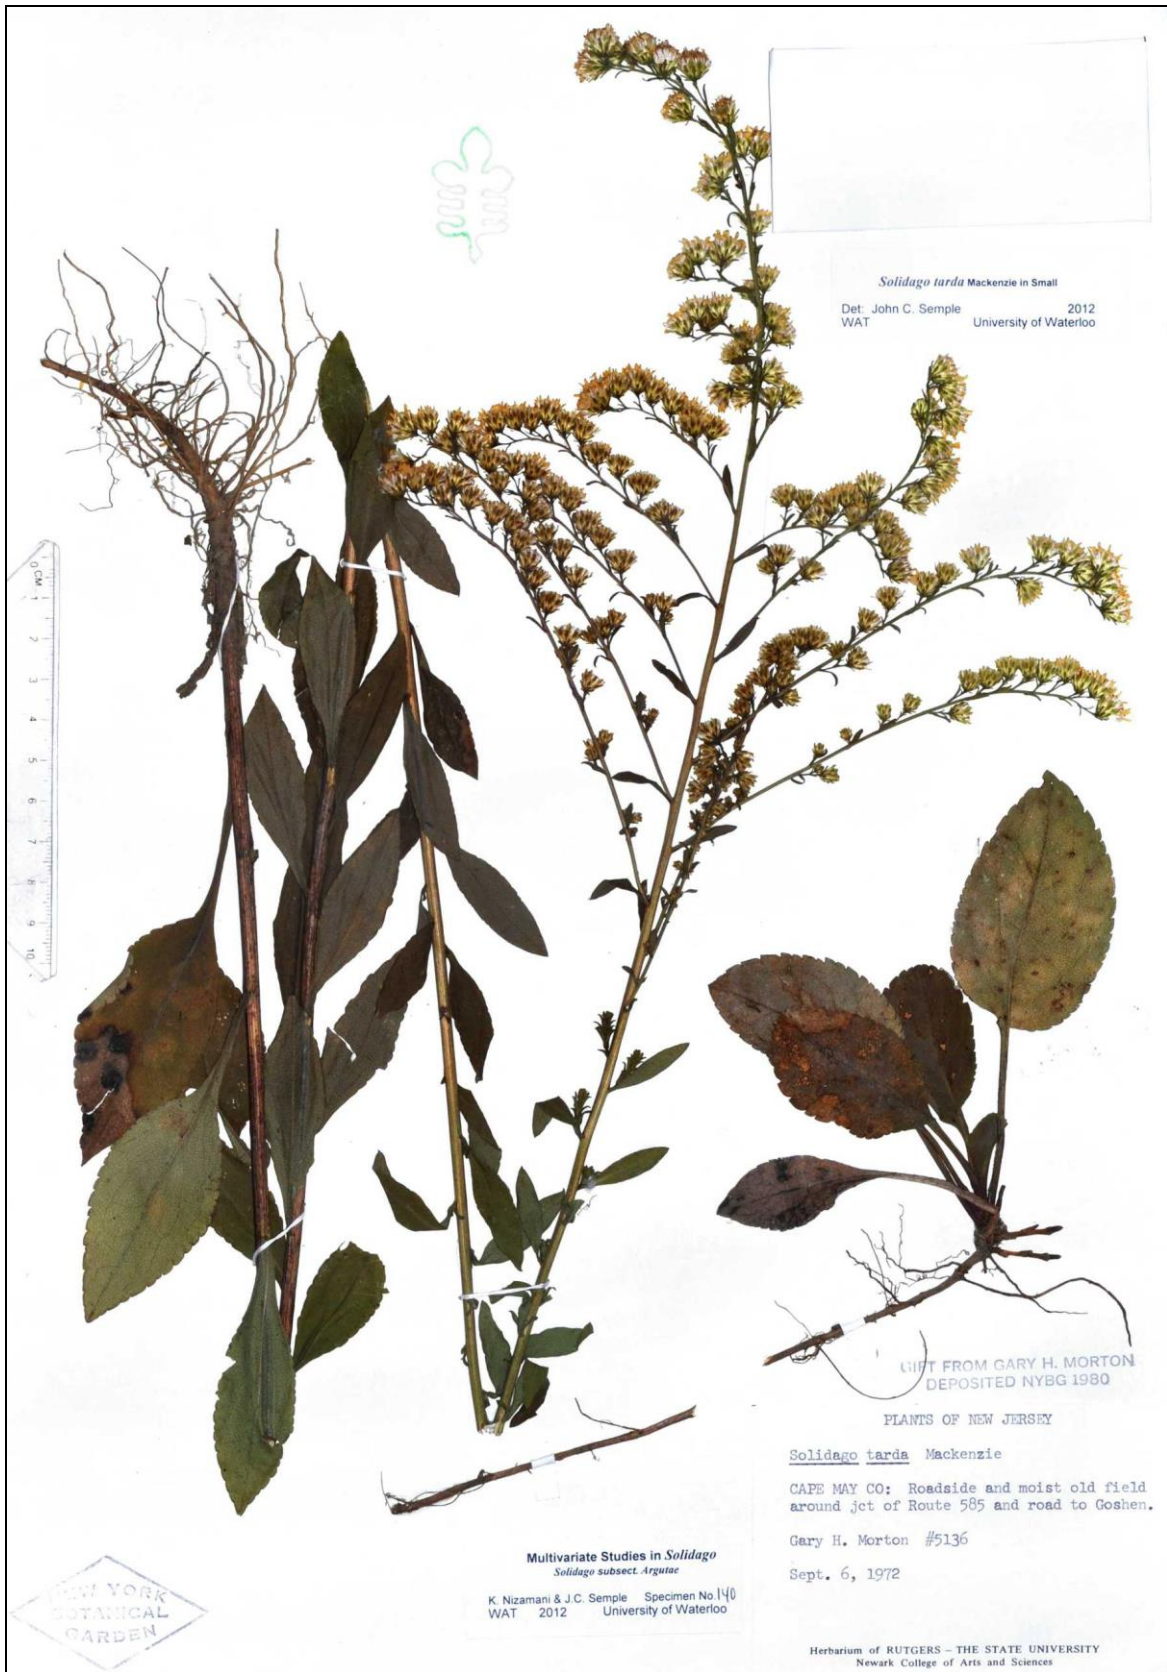 Solidago tarda Mackenzie in Small
Det: John C. Semple 2012
WAT University of Waterloo
0 CM 1 2 3 4 5 6 7 8 9 10
GIFT FROM GARY H. MORTON
DEPOSITED NYBG 1980
PLANTS OF NEW JERSEY
Solidago tarda Mackenzie
CAPE MAY CO: Roadside and moist old field
around jct of Route 585 and road to Goshen.
Gary H. Morton #5136
Sept. 6, 1972
Multivariate Studies in Solidago
Solidago subsect. Argutae
K. Nizamani & J.C. Semple Specimen No. 140
WAT 2012 University of Waterloo
NEW YORK
BOTANICAL
GARDEN
Herbarium of RUTGERS – THE STATE UNIVERSITY
Newark College of Arts and Sciences